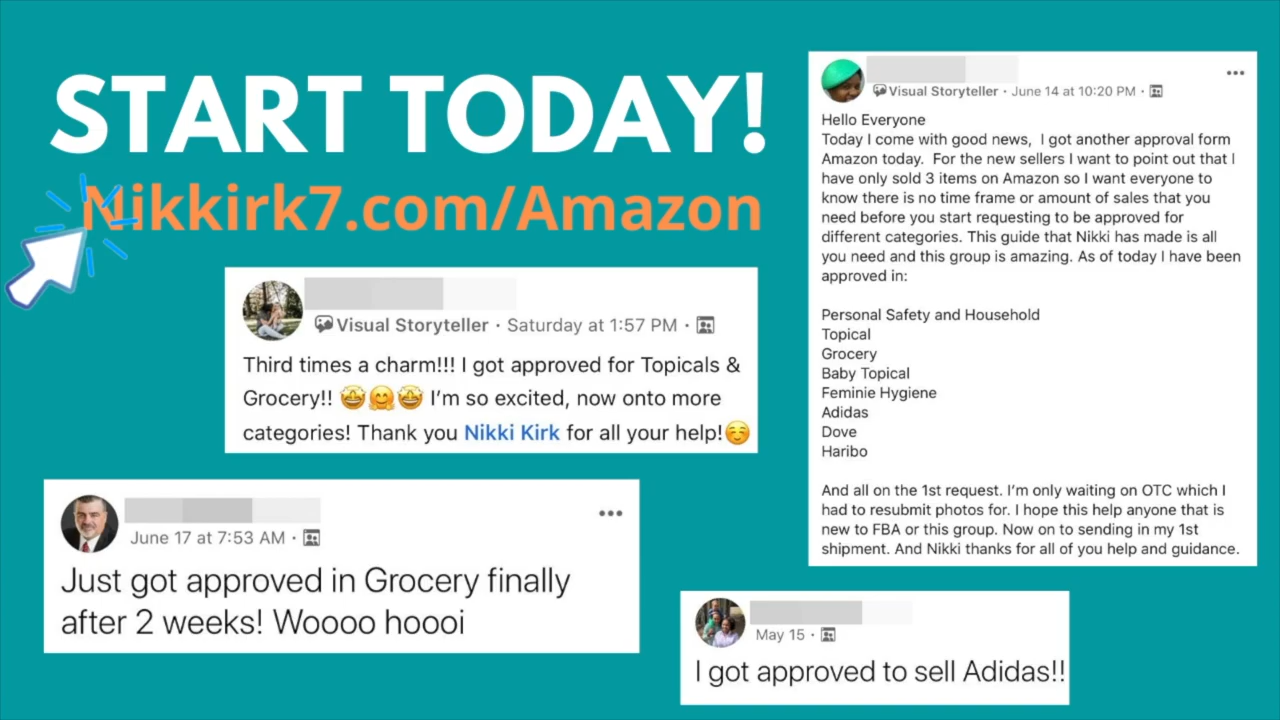 START TODAY!
Nikkirk7.com/Amazon
Visual Storyteller · Saturday at 1:57 PM ·
Third times a charm!!! I got approved for Topicals &
Grocery!! 🤩🤗🤩 I'm so excited, now onto more
categories! Thank you Nikki Kirk for all your help!☺️
June 17 at 7:53 AM ·
Just got approved in Grocery finally
after 2 weeks! Woooo hoooi
Visual Storyteller · June 14 at 10:20 PM ·
Hello Everyone
Today I come with good news,  I got another approval form
Amazon today.  For the new sellers I want to point out that I
have only sold 3 items on Amazon so I want everyone to
know there is no time frame or amount of sales that you
need before you start requesting to be approved for
different categories. This guide that Nikki has made is all
you need and this group is amazing. As of today I have been
approved in:
Personal Safety and Household
Topical
Grocery
Baby Topical
Feminie Hygiene
Adidas
Dove
Haribo
And all on the 1st request. I'm only waiting on OTC which I
had to resubmit photos for. I hope this help anyone that is
new to FBA or this group. Now on to sending in my 1st
shipment. And Nikki thanks for all of you help and guidance.
May 15 ·
I got approved to sell Adidas!!